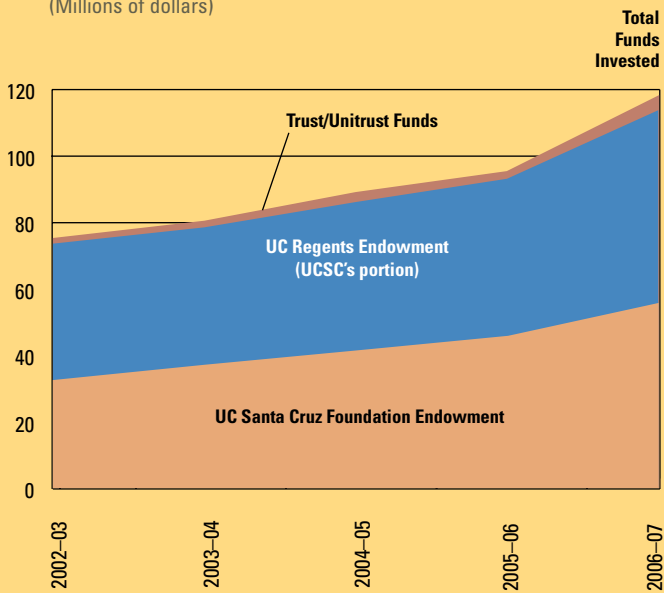 (Millions of dollars)
Total
Funds
Invested
120
100
80
60
40
20
0
Trust/Unitrust Funds
UC Regents Endowment
(UCSC's portion)
UC Santa Cruz Foundation Endowment
2002–03
2003–04
2004–05
2005–06
2006–07